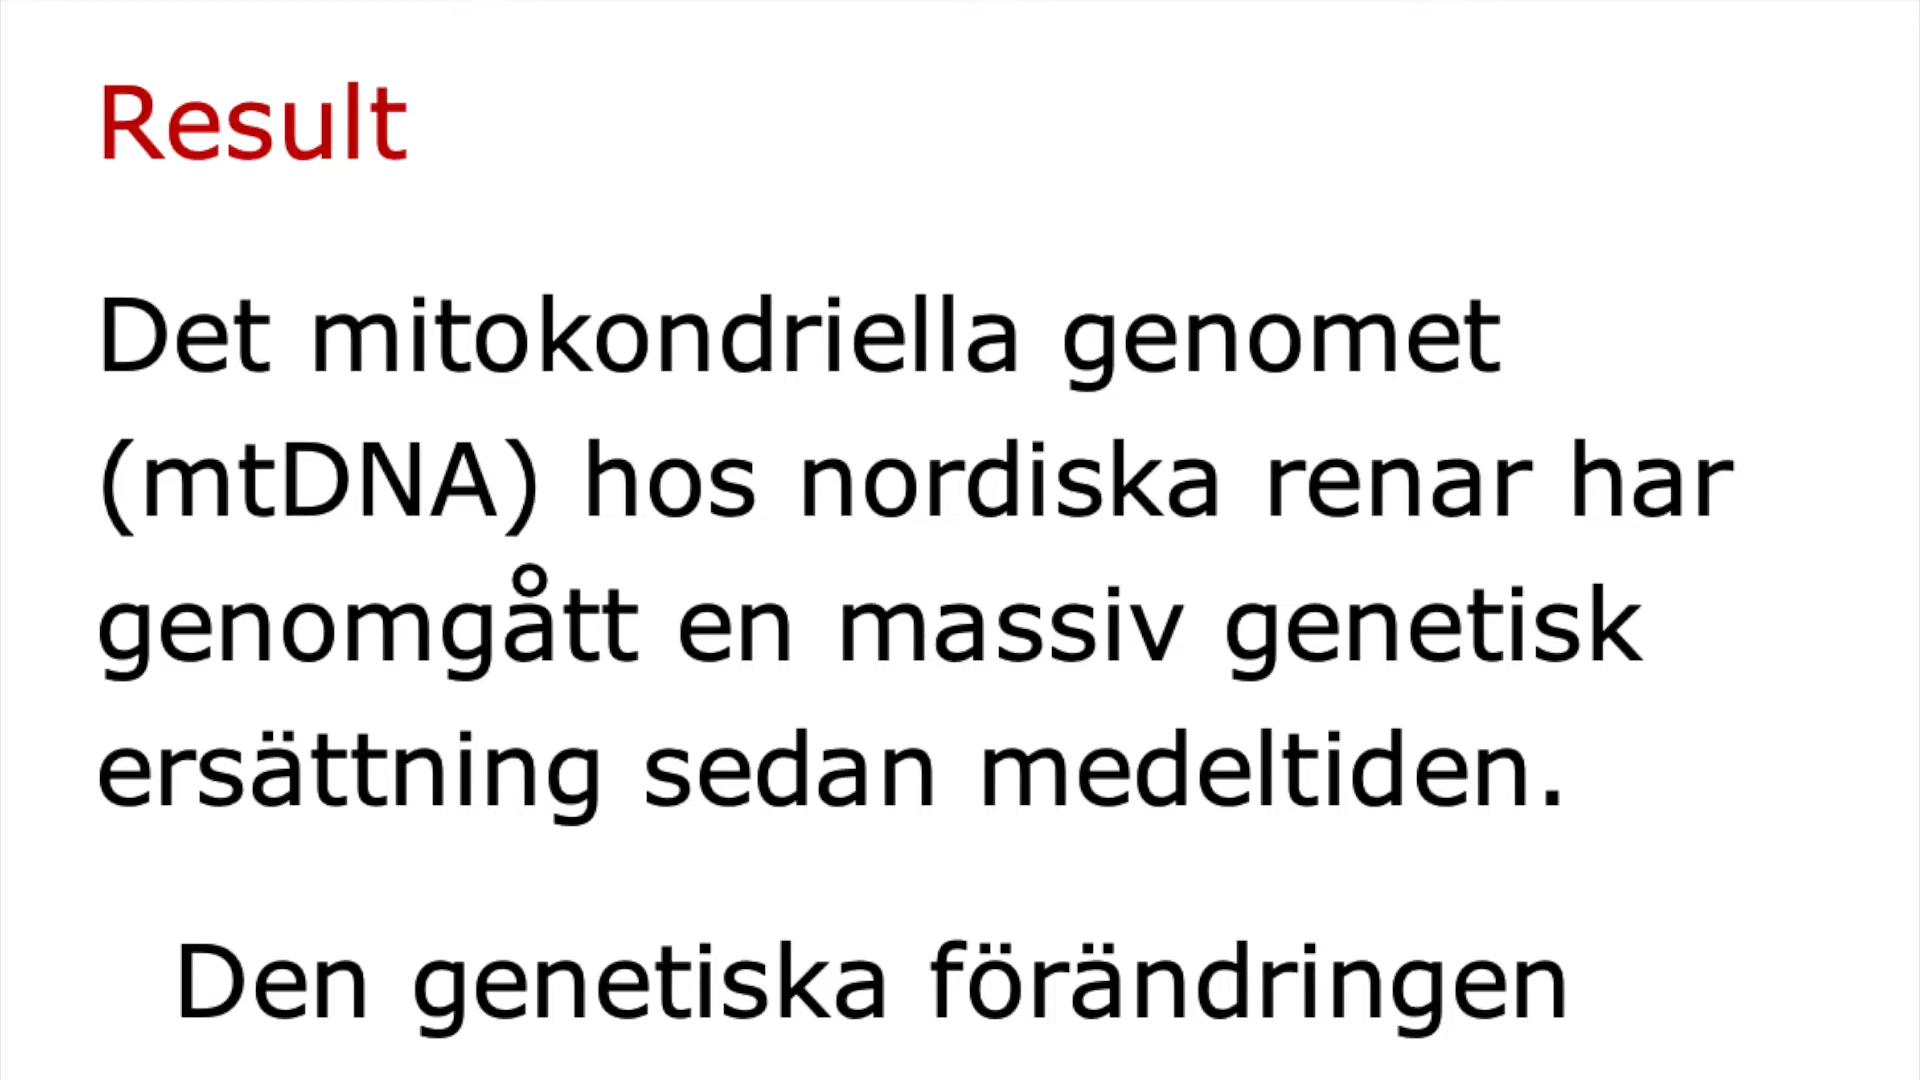 Result
Det mitokondriella genomet
(mtDNA) hos nordiska renar har
genomgått en massiv genetisk
ersättning sedan medeltiden.
Den genetiska förändringen